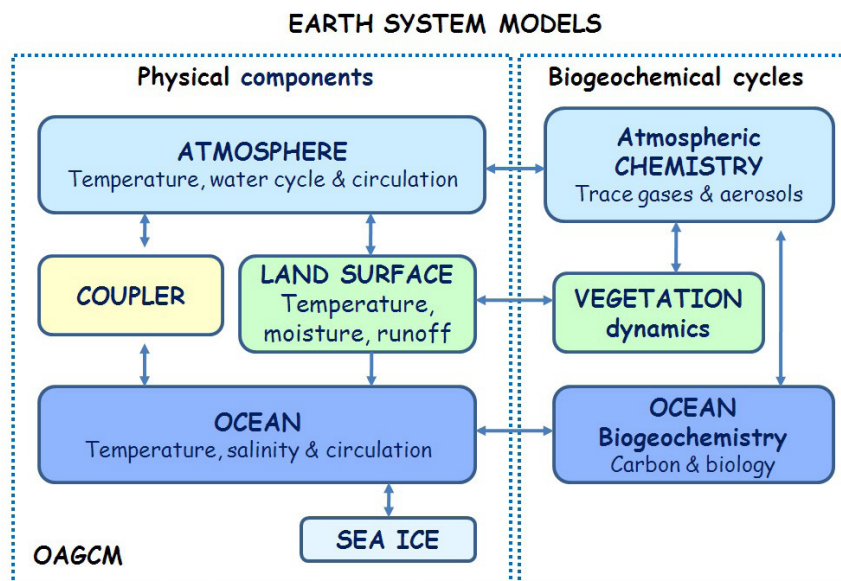 EARTH SYSTEM MODELS
Physical components
Biogeochemical cycles
ATMOSPHERE
Temperature, water cycle & circulation
Atmospheric
CHEMISTRY
Trace gases & aerosols
COUPLER
LAND SURFACE
Temperature,
moisture, runoff
VEGETATION
dynamics
OCEAN
Temperature, salinity & circulation
OCEAN
Biogeochemistry
Carbon & biology
SEA ICE
OAGCM